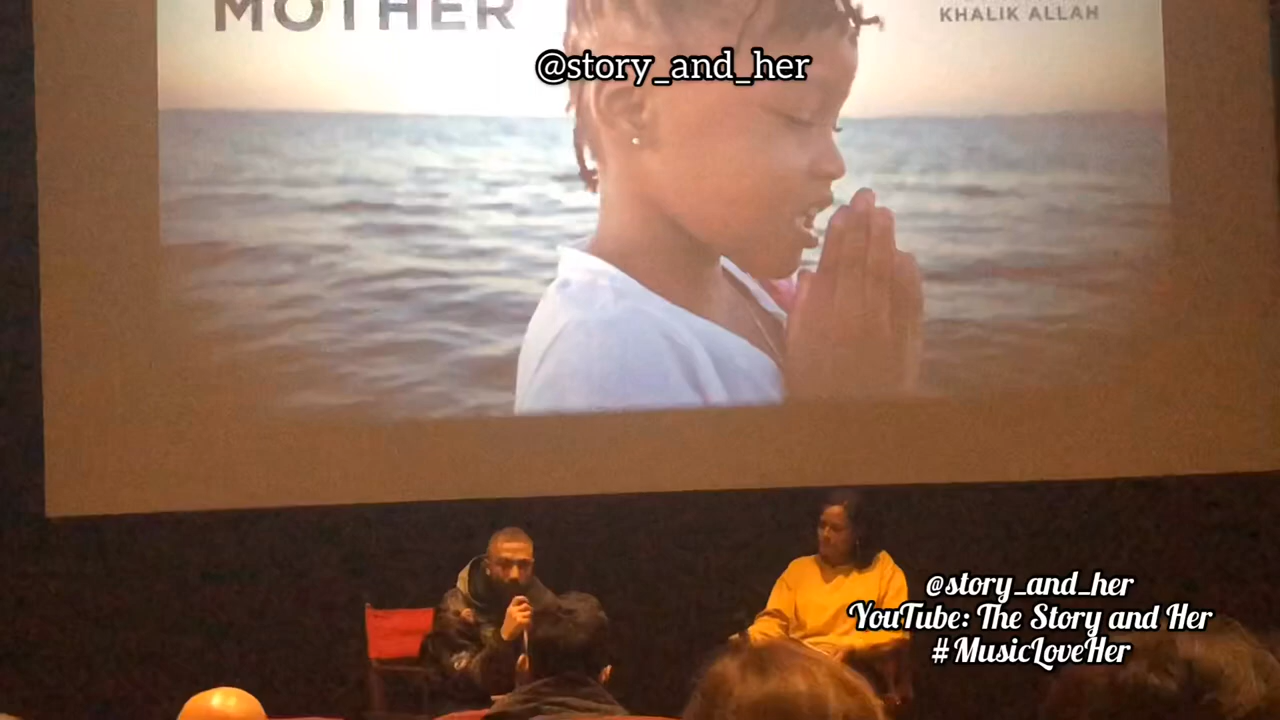 MOTHER
KHALIK ALLAH
@story_and_her
@story_and_her
YouTube: The Story and Her
#MusicLoveHer